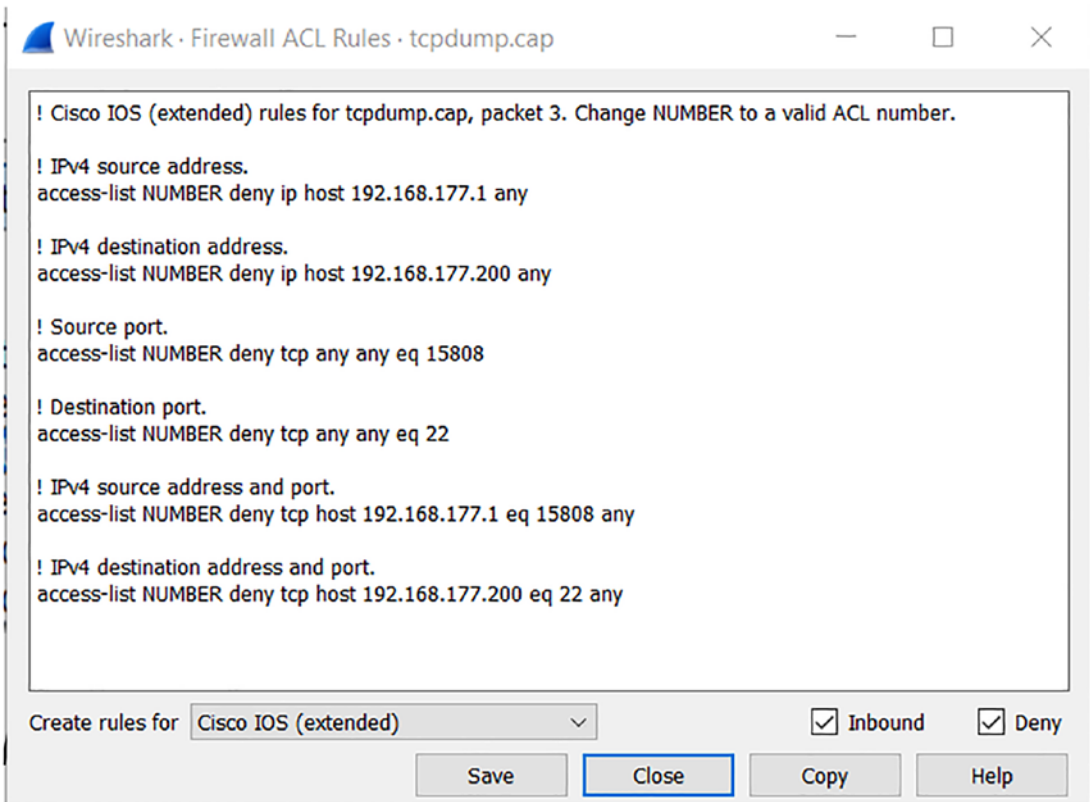 Wireshark · Firewall ACL Rules · tcpdump.cap
! Cisco IOS (extended) rules for tcpdump.cap, packet 3. Change NUMBER to a valid ACL number.
! IPv4 source address.
access-list NUMBER deny ip host 192.168.177.1 any
! IPv4 destination address.
access-list NUMBER deny ip host 192.168.177.200 any
! Source port.
access-list NUMBER deny tcp any any eq 15808
! Destination port.
access-list NUMBER deny tcp any any eq 22
! IPv4 source address and port.
access-list NUMBER deny tcp host 192.168.177.1 eq 15808 any
! IPv4 destination address and port.
access-list NUMBER deny tcp host 192.168.177.200 eq 22 any
Create rules for Cisco IOS (extended) Inbound Deny
Save Close Copy Help